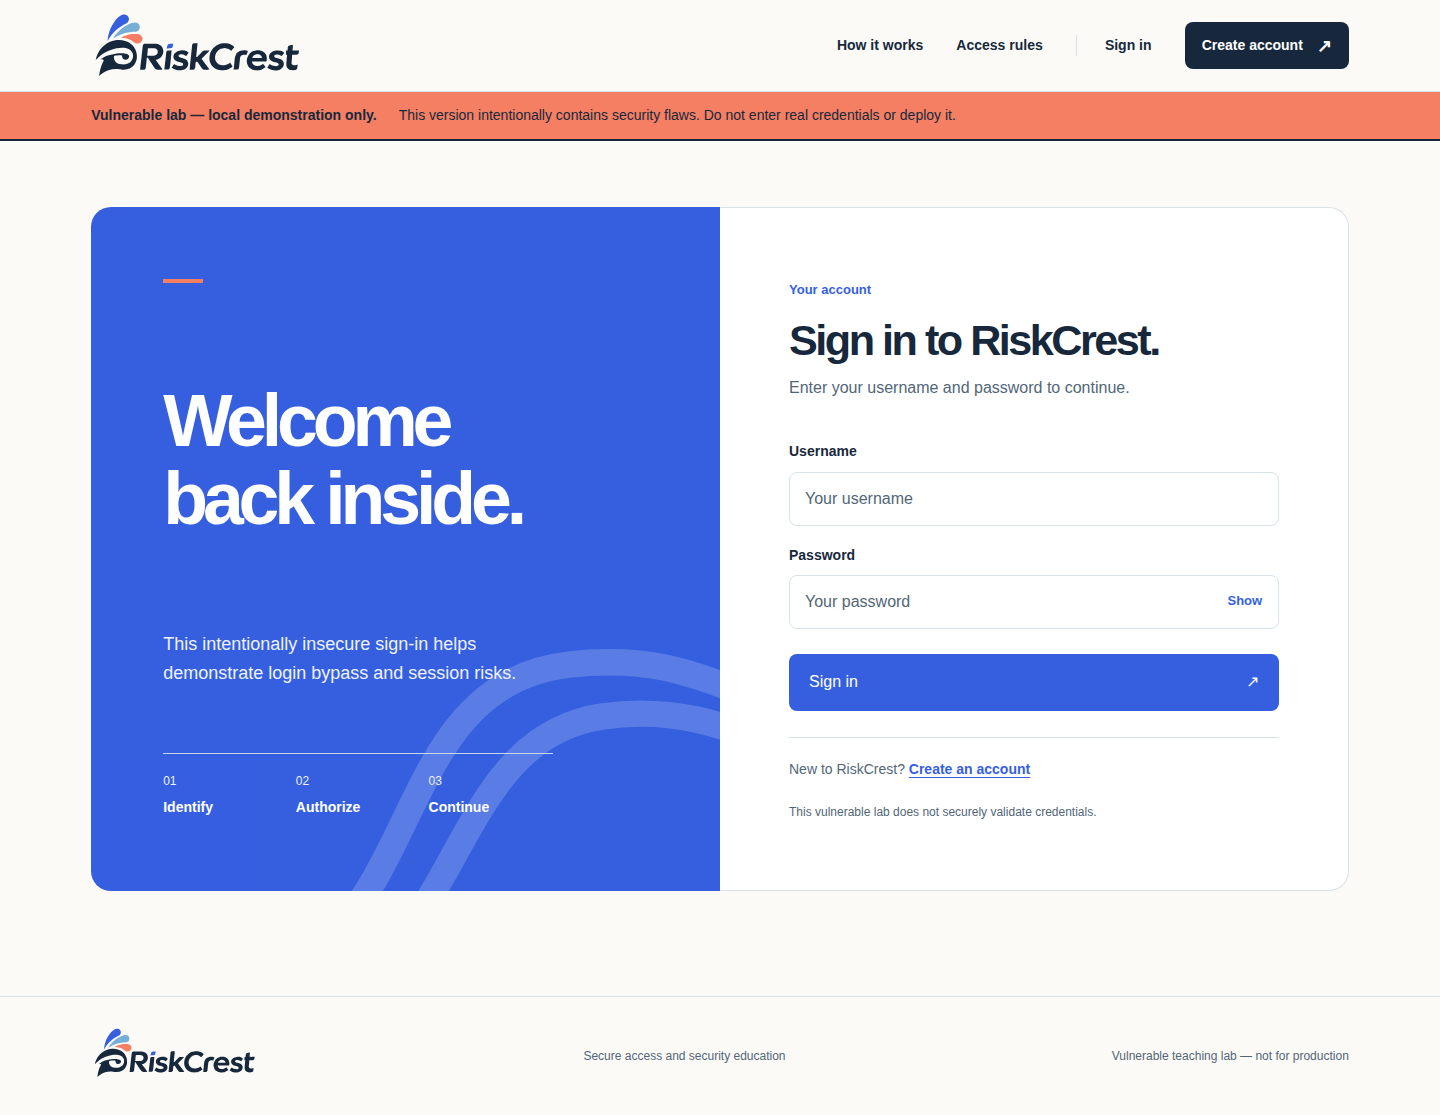 RiskCrest
How it works
Access rules
Sign in
Create account ↗
Vulnerable lab — local demonstration only. This version intentionally contains security flaws. Do not enter real credentials or deploy it.
Welcome
back inside.
This intentionally insecure sign-in helps
demonstrate login bypass and session risks.
01
Identify
02
Authorize
03
Continue
Your account
Sign in to RiskCrest.
Enter your username and password to continue.
Username
Your username
Password
Your password
Show
Sign in ↗
New to RiskCrest? Create an account
This vulnerable lab does not securely validate credentials.
RiskCrest
Secure access and security education
Vulnerable teaching lab — not for production